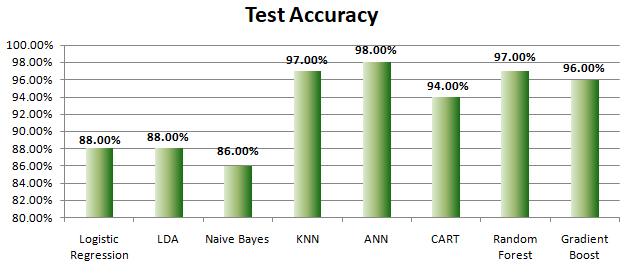 Test Accuracy
100.00%
98.00%
96.00%
94.00%
92.00%
90.00%
88.00%
86.00%
84.00%
82.00%
80.00%
88.00%
88.00%
86.00%
97.00%
98.00%
94.00%
97.00%
96.00%
Logistic
Regression
LDA
Naive Bayes
KNN
ANN
CART
Random
Forest
Gradient
Boost